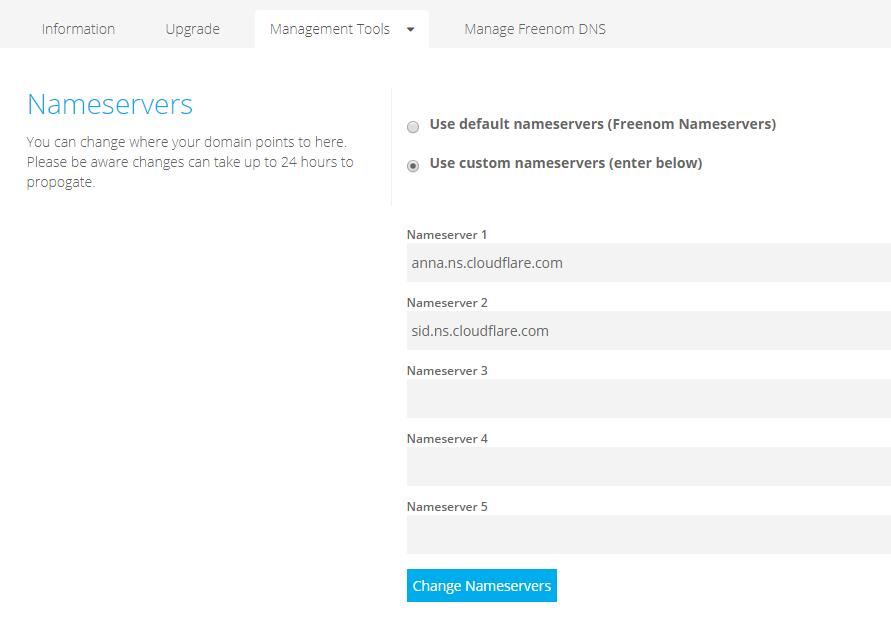 Information
Upgrade
Management Tools
Manage Freenom DNS
Nameservers
You can change where your domain points to here.
Please be aware changes can take up to 24 hours to
propogate.
Use default nameservers (Freenom Nameservers)
Use custom nameservers (enter below)
Nameserver 1
anna.ns.cloudflare.com
Nameserver 2
sid.ns.cloudflare.com
Nameserver 3
Nameserver 4
Nameserver 5
Change Nameservers